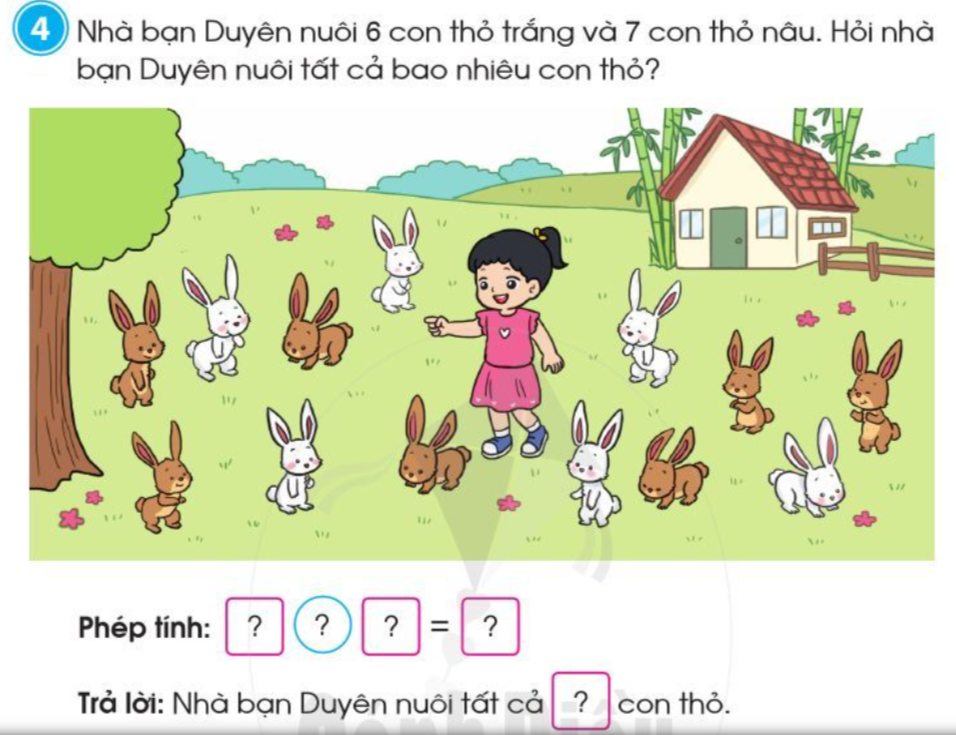 4 Nhà bạn Duyên nuôi 6 con thỏ trắng và 7 con thỏ nâu. Hỏi nhà
bạn Duyên nuôi tất cả bao nhiêu con thỏ?
Phép tính: ? ? ? = ?
Trả lời: Nhà bạn Duyên nuôi tất cả ? con thỏ.